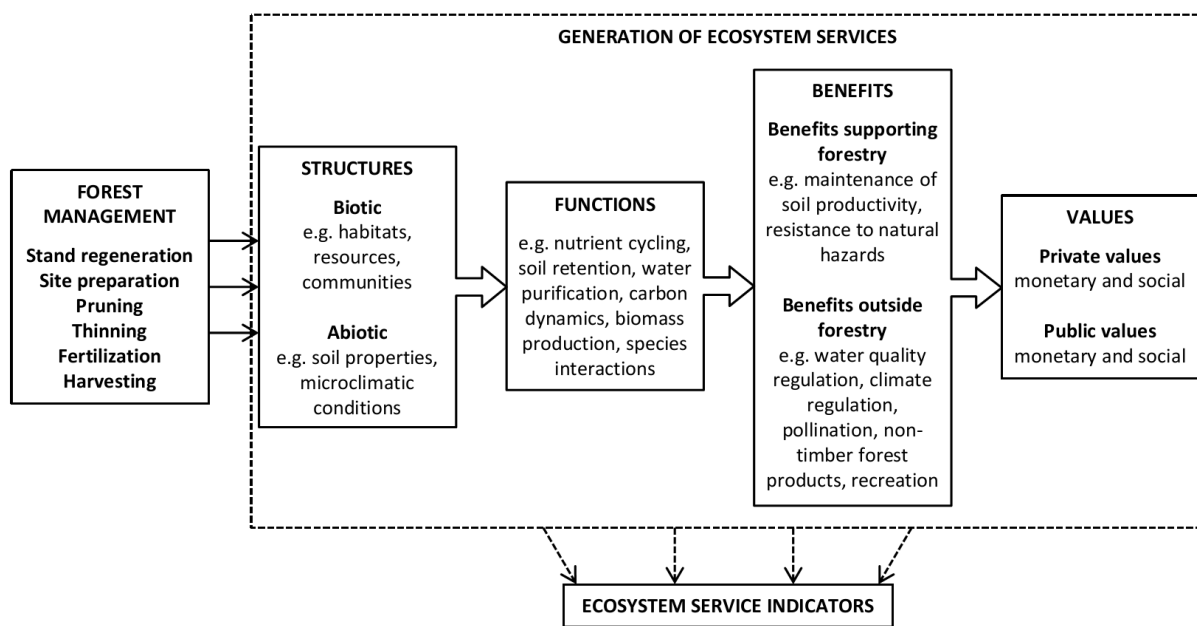 GENERATION OF ECOSYSTEM SERVICES
FOREST
MANAGEMENT
Stand regeneration
Site preparation
Pruning
Thinning
Fertilization
Harvesting
STRUCTURES
Biotic
e.g. habitats,
resources,
communities
Abiotic
e.g. soil properties,
microclimatic
conditions
FUNCTIONS
e.g. nutrient cycling,
soil retention, water
purification, carbon
dynamics, biomass
production, species
interactions
BENEFITS
Benefits supporting
forestry
e.g. maintenance of
soil productivity,
resistance to natural
hazards
Benefits outside
forestry
e.g. water quality
regulation, climate
regulation,
pollination, non-
timber forest
products, recreation
VALUES
Private values
monetary and social
Public values
monetary and social
ECOSYSTEM SERVICE INDICATORS